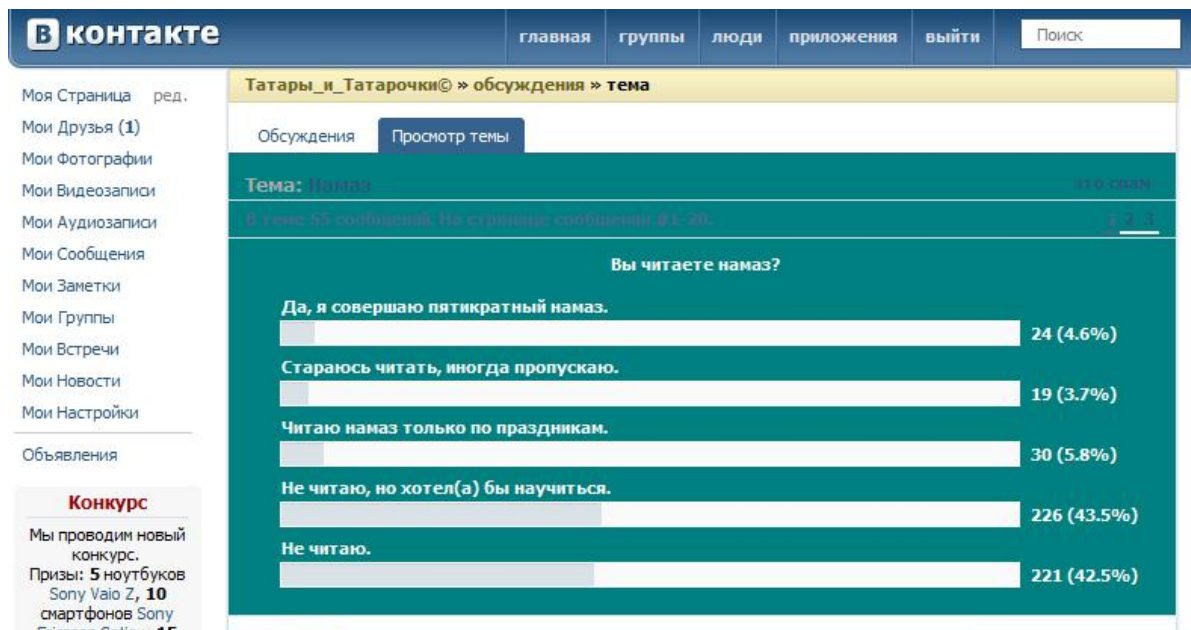 В контакте
главная группы люди приложения выйти Поиск
Моя Страница ред.
Мои Друзья (1)
Мои Фотографии
Мои Видеозаписи
Мои Аудиозаписи
Мои Сообщения
Мои Заметки
Мои Группы
Мои Встречи
Мои Новости
Мои Настройки
Объявления
Конкурс
Мы проводим новый
конкурс.
Призы: 5 ноутбуков
Sony Vaio Z, 10
смартфонов Sony
Татары_и_Татарочки© » обсуждения » тема
Обсуждения Просмотр темы
Тема: Намаз это спам
В теме 55 сообщений. На странице сообщения #1-20. 1 2 3
Вы читаете намаз?
Да, я совершаю пятикратный намаз.
24 (4.6%)
Стараюсь читать, иногда пропускаю.
19 (3.7%)
Читаю намаз только по праздникам.
30 (5.8%)
Не читаю, но хотел(а) бы научиться.
226 (43.5%)
Не читаю.
221 (42.5%)